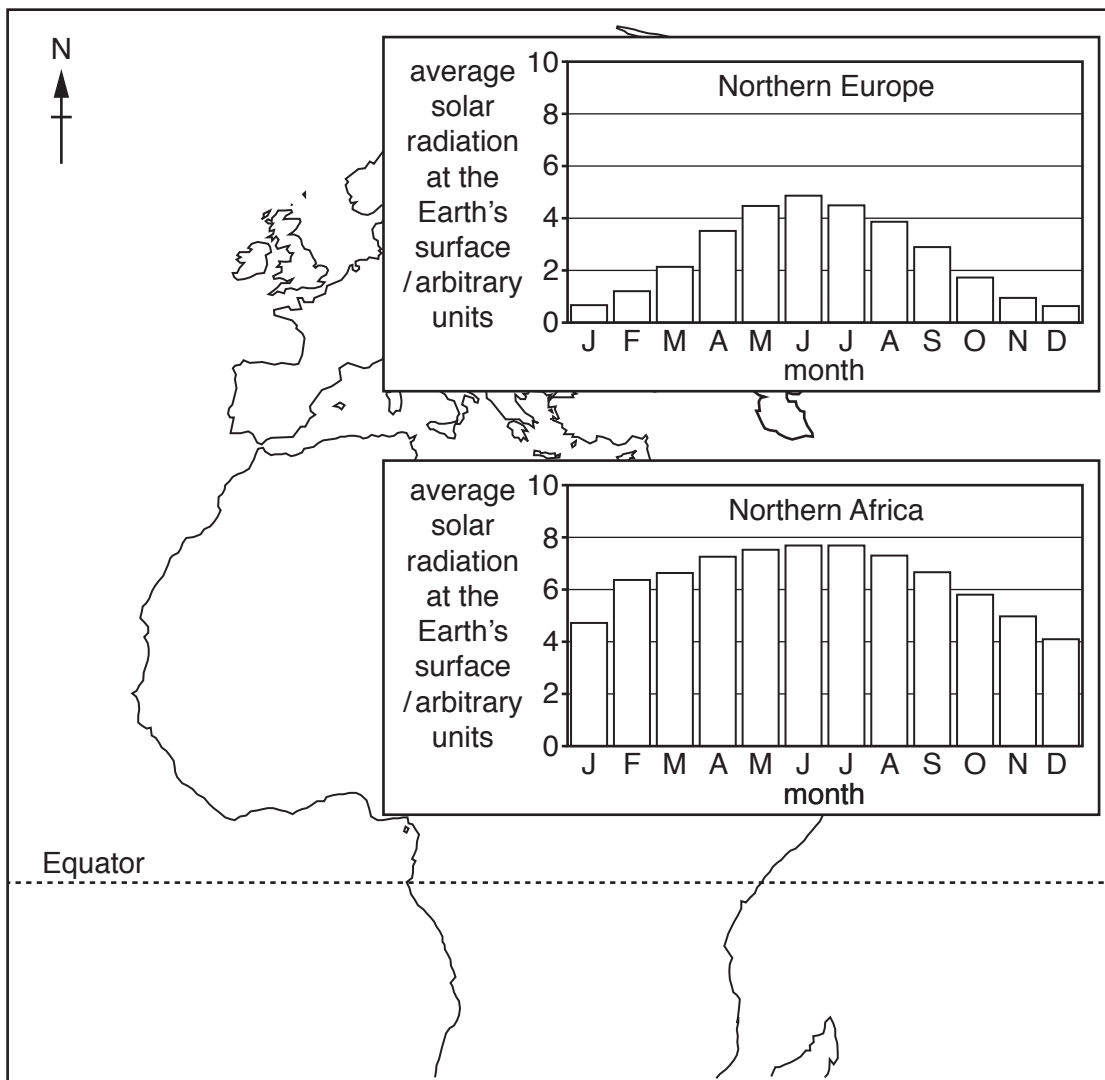 N
average
solar
radiation
at the
Earth's
surface
/ arbitrary
units
10
8
6
4
2
0
Northern Europe
J F M A M J J A S O N D
month
average
solar
radiation
at the
Earth's
surface
/ arbitrary
units
10
8
6
4
2
0
Northern Africa
J F M A M J J A S O N D
month
Equator